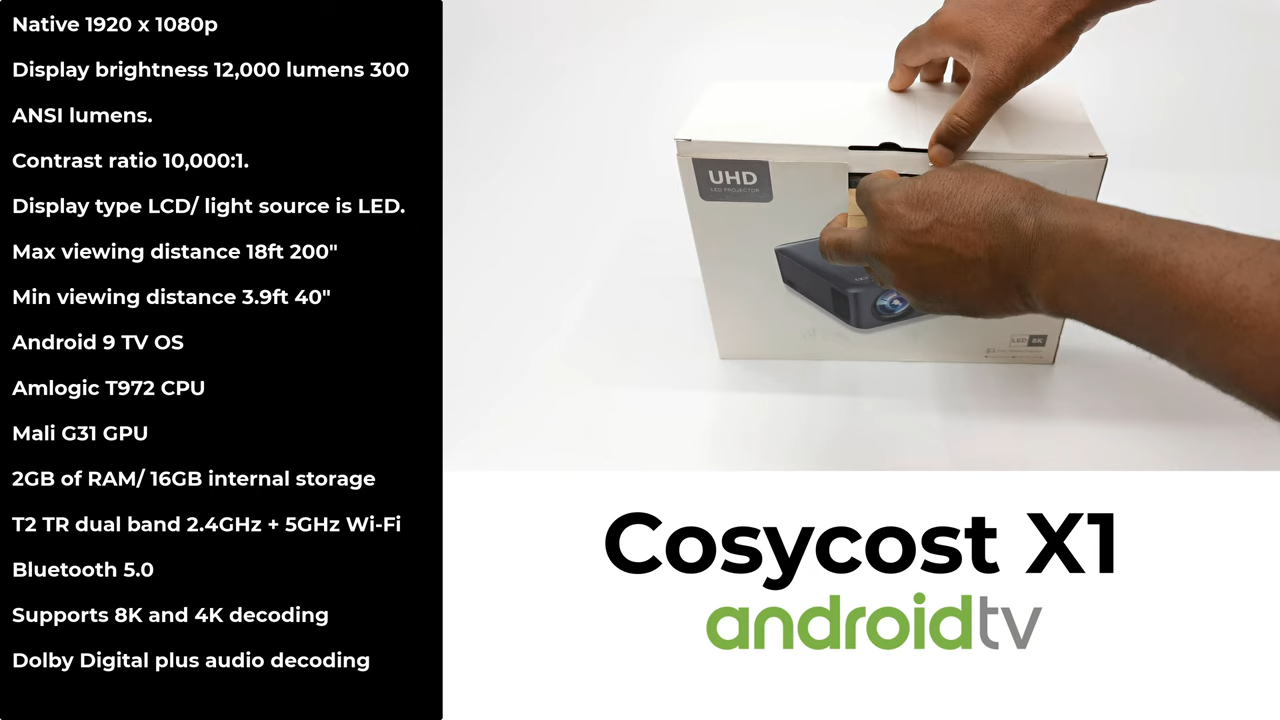 Native 1920 x 1080p
Display brightness 12,000 lumens 300
ANSI lumens.
Contrast ratio 10,000:1.
Display type LCD/ light source is LED.
Max viewing distance 18ft 200"
Min viewing distance 3.9ft 40"
Android 9 TV OS
Amlogic T972 CPU
Mali G31 GPU
2GB of RAM/ 16GB internal storage
T2 TR dual band 2.4GHz + 5GHz Wi-Fi
Bluetooth 5.0
Supports 8K and 4K decoding
Dolby Digital plus audio decoding
UHD
LED PROJECTOR
LED 8K
Cosycost X1
androidtv